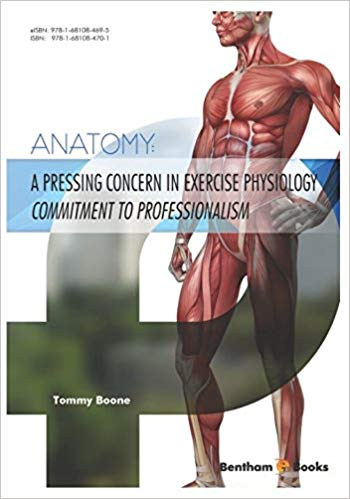 eISBN: 978-1-68108-469-5
ISBN: 978-1-68108-470-1
ANATOMY:
A PRESSING CONCERN IN EXERCISE PHYSIOLOGY
COMMITMENT TO PROFESSIONALISM
Tommy Boone
Bentham Books